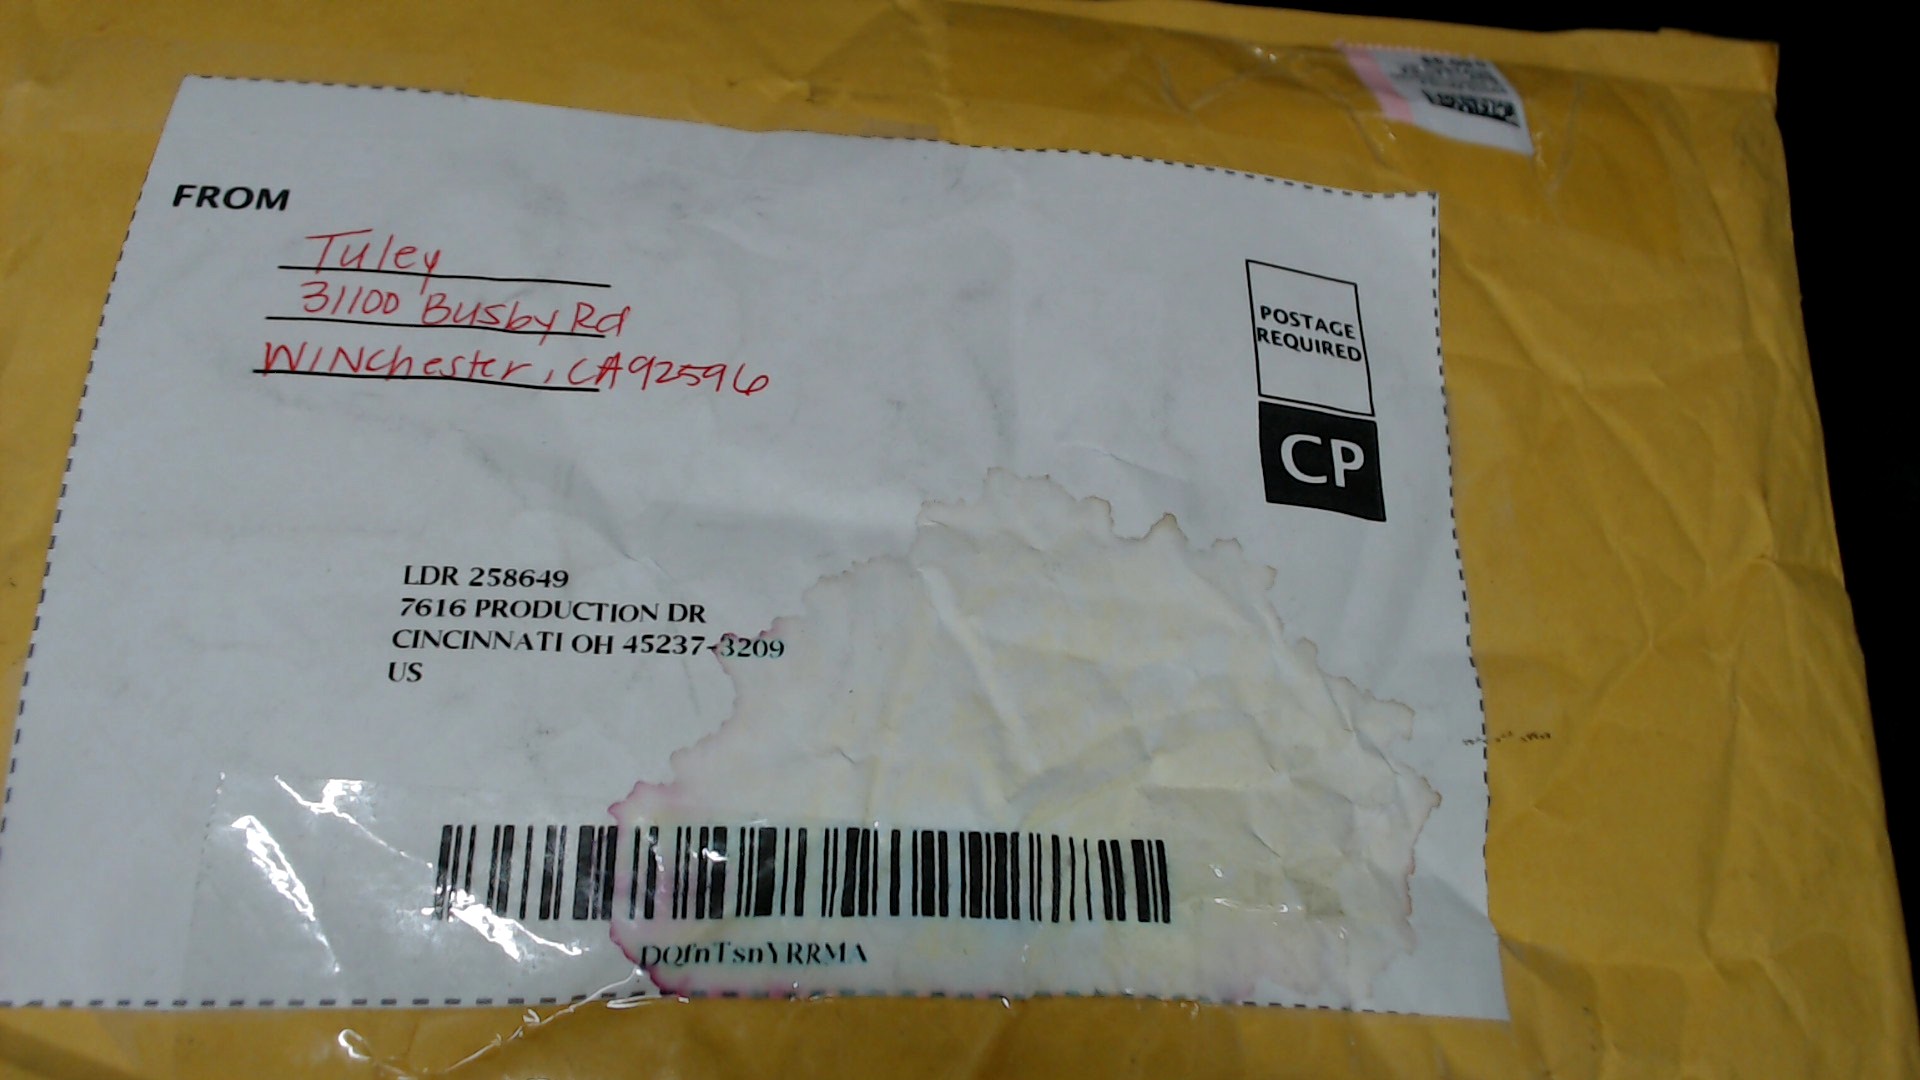 FROM
Tuley
31100 Busby Rd
Winchester, CA 92596
POSTAGE
REQUIRED
CP
LDR 258649
7616 PRODUCTION DR
CINCINNATI OH 45237-3209
US
DQfnTsnYRRMA